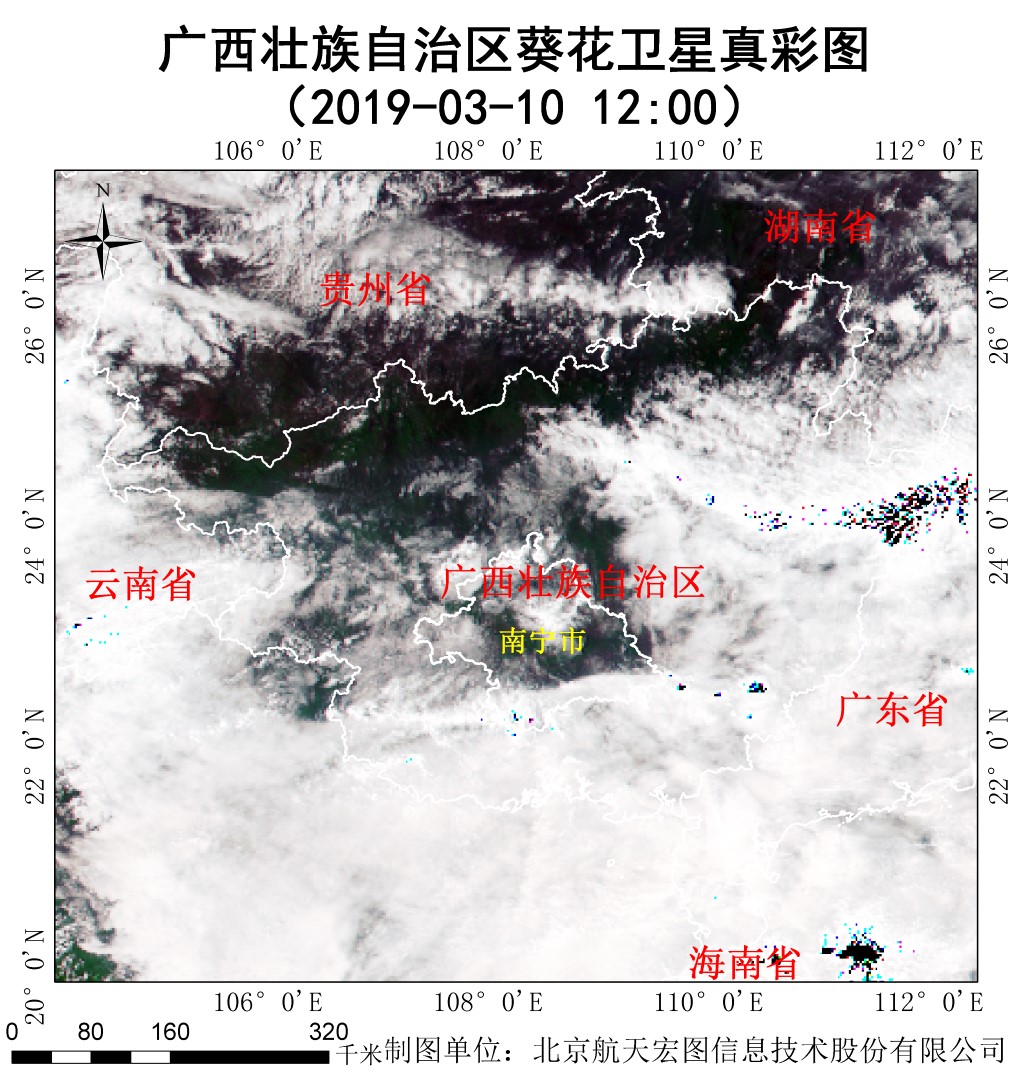 广西壮族自治区葵花卫星真彩图
（2019-03-10 12:00）
106° 0'E 108° 0'E 110° 0'E 112° 0'E
N
湖南省
贵州省
26° 0'N 26° 0'N
24° 0'N 24° 0'N
云南省
广西壮族自治区
南宁市
广东省
22° 0'N 22° 0'N
海南省
20° 0'N
106° 0'E 108° 0'E 110° 0'E 112° 0'E
0 80 160 320
千米 制图单位：北京航天宏图信息技术股份有限公司